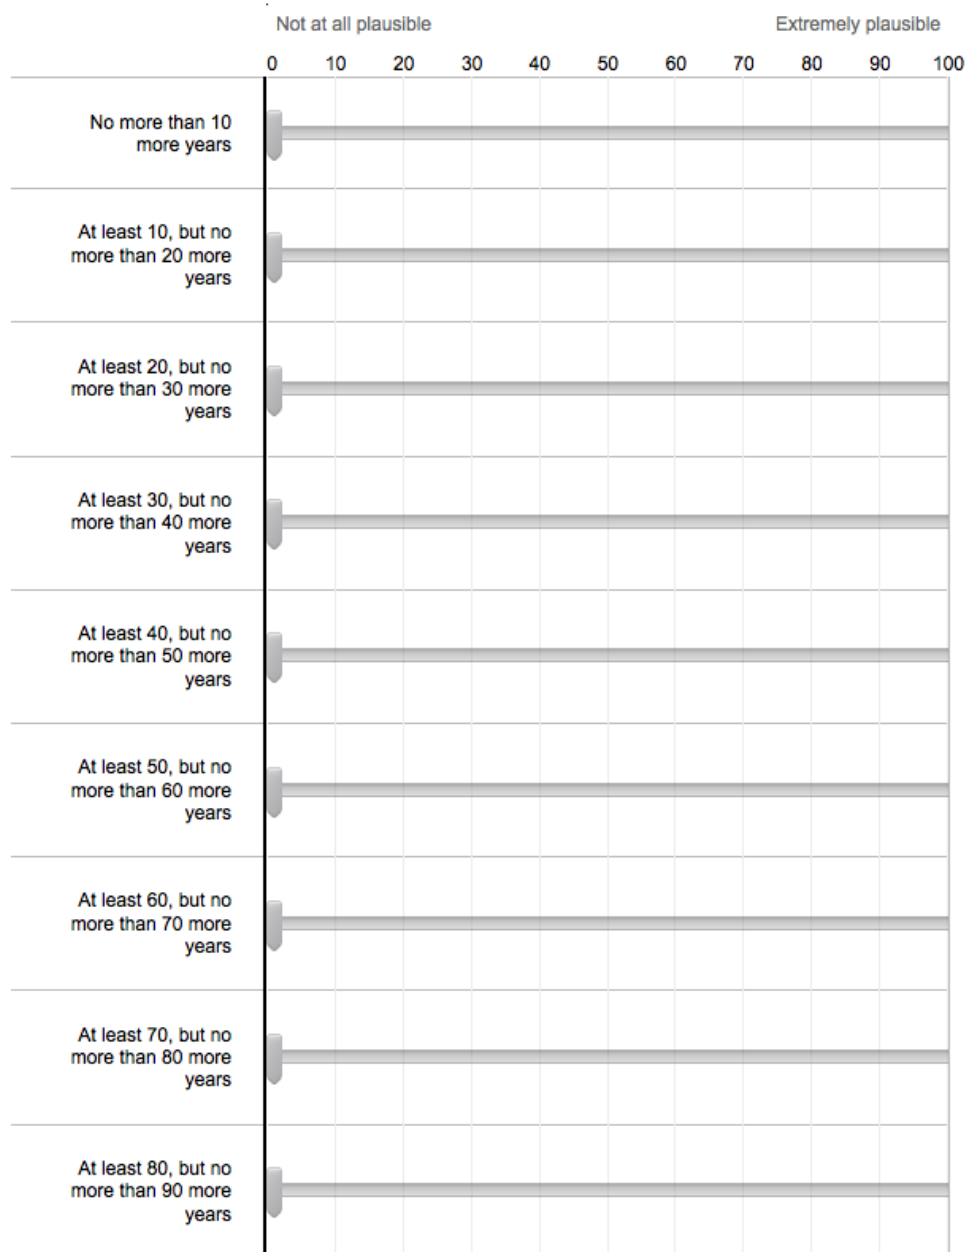 Not at all plausible Extremely plausible
0 10 20 30 40 50 60 70 80 90 100
No more than 10
more years
At least 10, but no
more than 20 more
years
At least 20, but no
more than 30 more
years
At least 30, but no
more than 40 more
years
At least 40, but no
more than 50 more
years
At least 50, but no
more than 60 more
years
At least 60, but no
more than 70 more
years
At least 70, but no
more than 80 more
years
At least 80, but no
more than 90 more
years